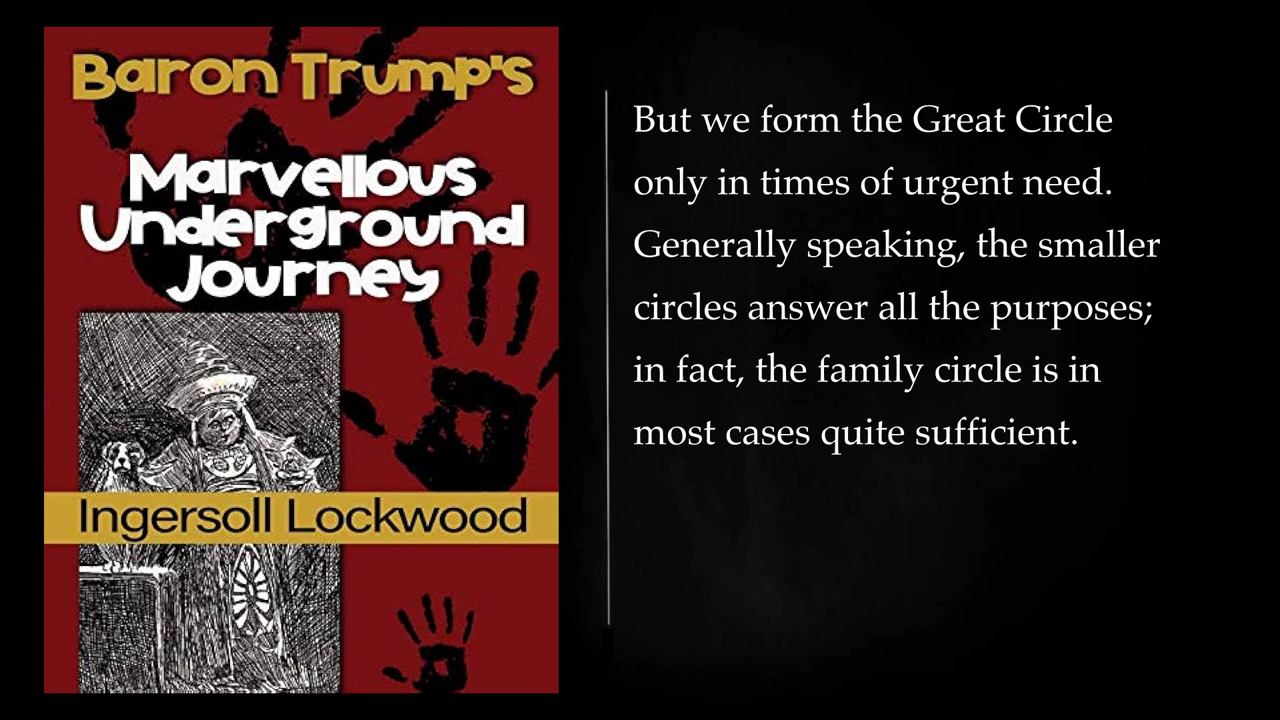 Baron Trump's
Marvellous
Underground
Journey
Ingersoll Lockwood
But we form the Great Circle
only in times of urgent need.
Generally speaking, the smaller
circles answer all the purposes;
in fact, the family circle is in
most cases quite sufficient.